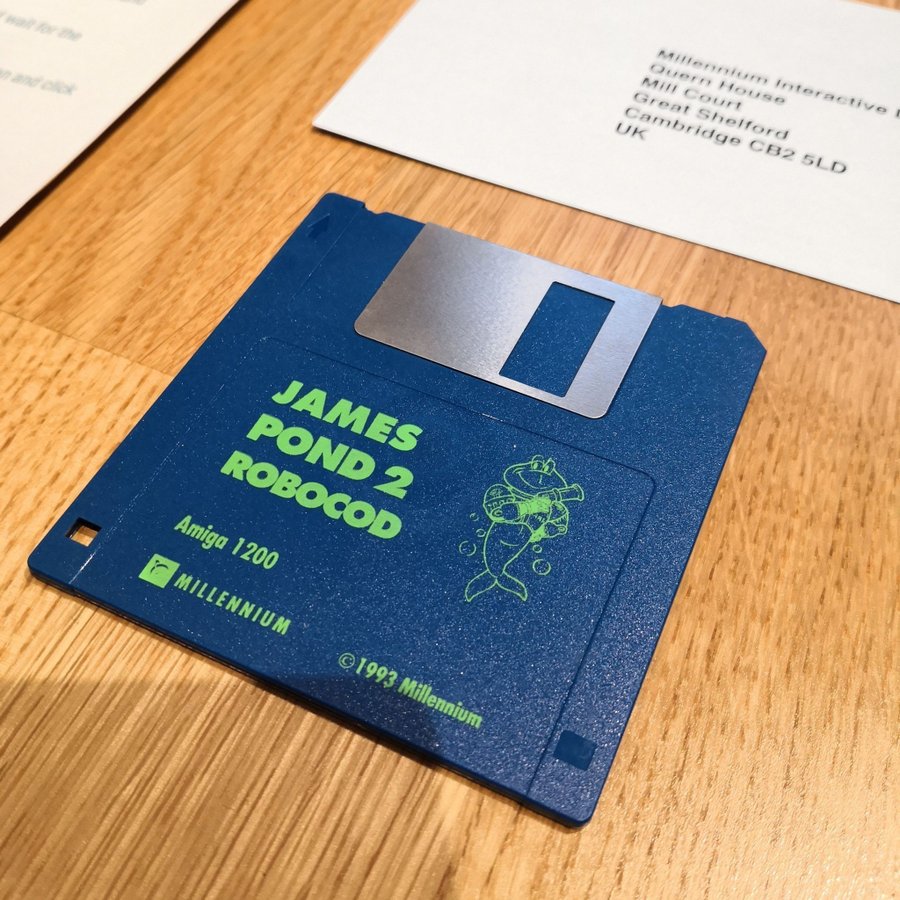 wait for the
and click
Millennium Interactive
Quern House
Mill Court
Great Shelford
Cambridge CB2 5LD
UK
JAMES
POND 2
ROBOCOD
Amiga 1200
MILLENNIUM
©1993 Millennium